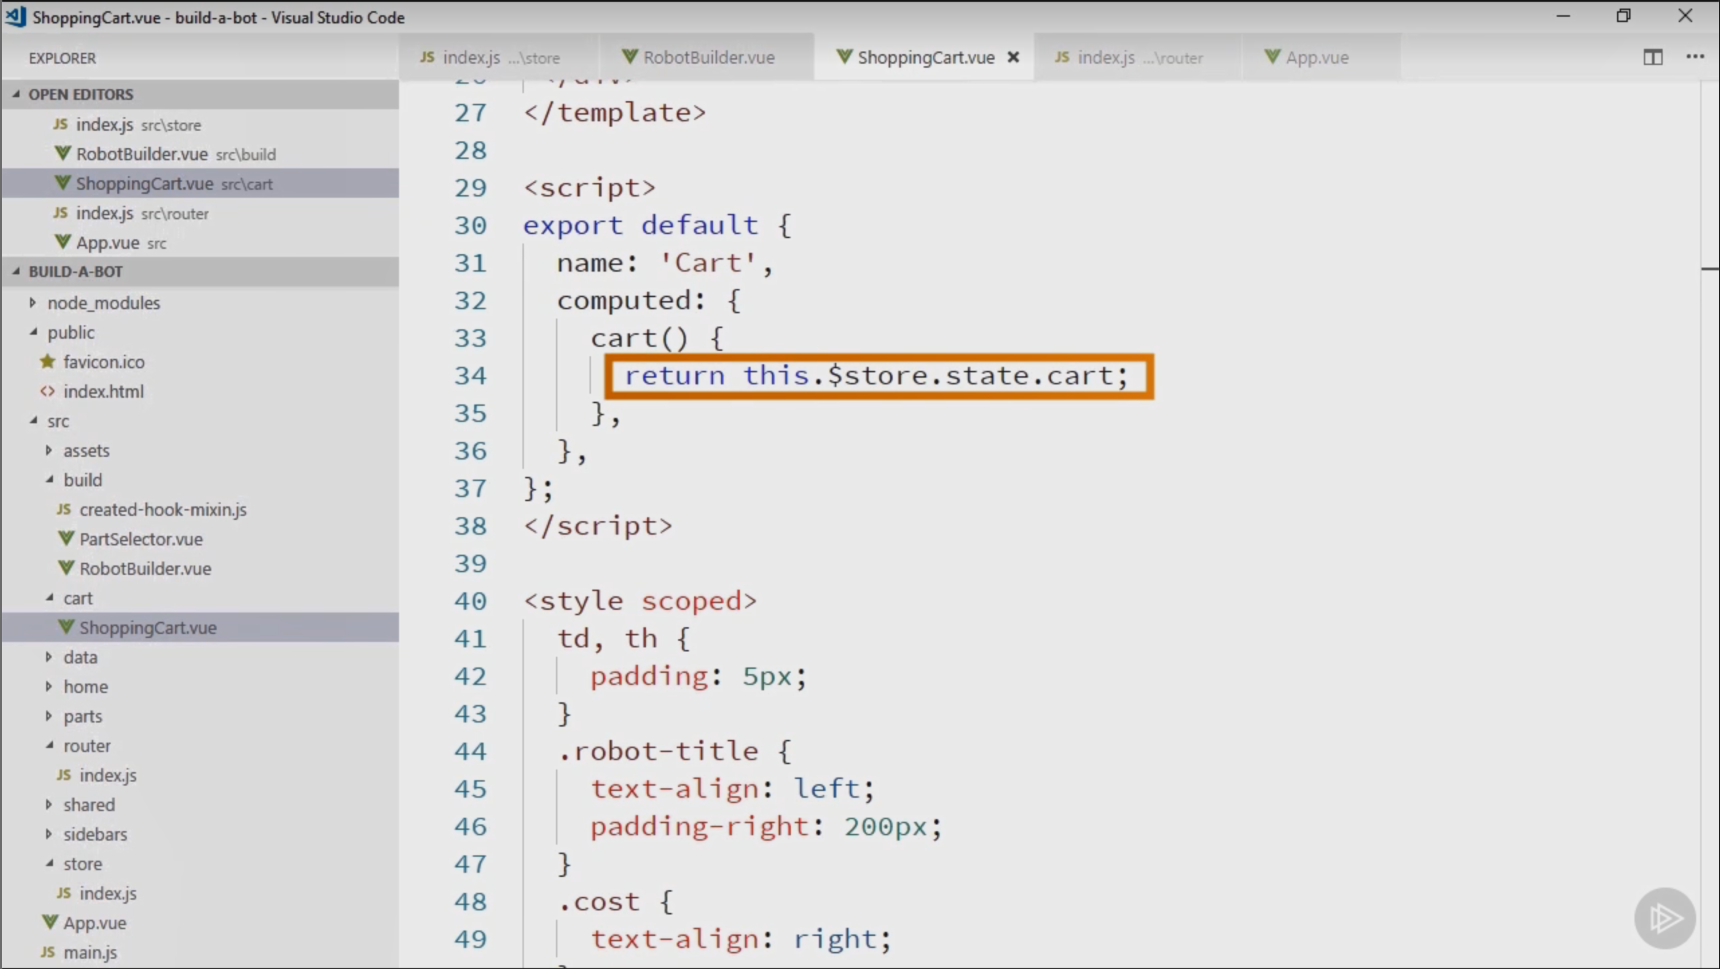 ShoppingCart.vue - build-a-bot - Visual Studio Code
EXPLORER
JS index.js ...\store
RobotBuilder.vue
ShoppingCart.vue
JS index.js ...\router
App.vue
OPEN EDITORS
JS index.js src\store
RobotBuilder.vue src\build
ShoppingCart.vue src\cart
JS index.js src\router
App.vue src
BUILD-A-BOT
node_modules
public
favicon.ico
<> index.html
src
assets
build
JS created-hook-mixin.js
PartSelector.vue
RobotBuilder.vue
cart
ShoppingCart.vue
data
home
parts
router
JS index.js
shared
sidebars
store
JS index.js
App.vue
JS main.js
26 </div>
27 </template>
28
29 <script>
30 export default {
31 name: 'Cart',
32 computed: {
33 cart() {
34 return this.$store.state.cart;
35 },
36 },
37 };
38 </script>
39
40 <style scoped>
41 td, th {
42 padding: 5px;
43 }
44 .robot-title {
45 text-align: left;
46 padding-right: 200px;
47 }
48 .cost {
49 text-align: right;